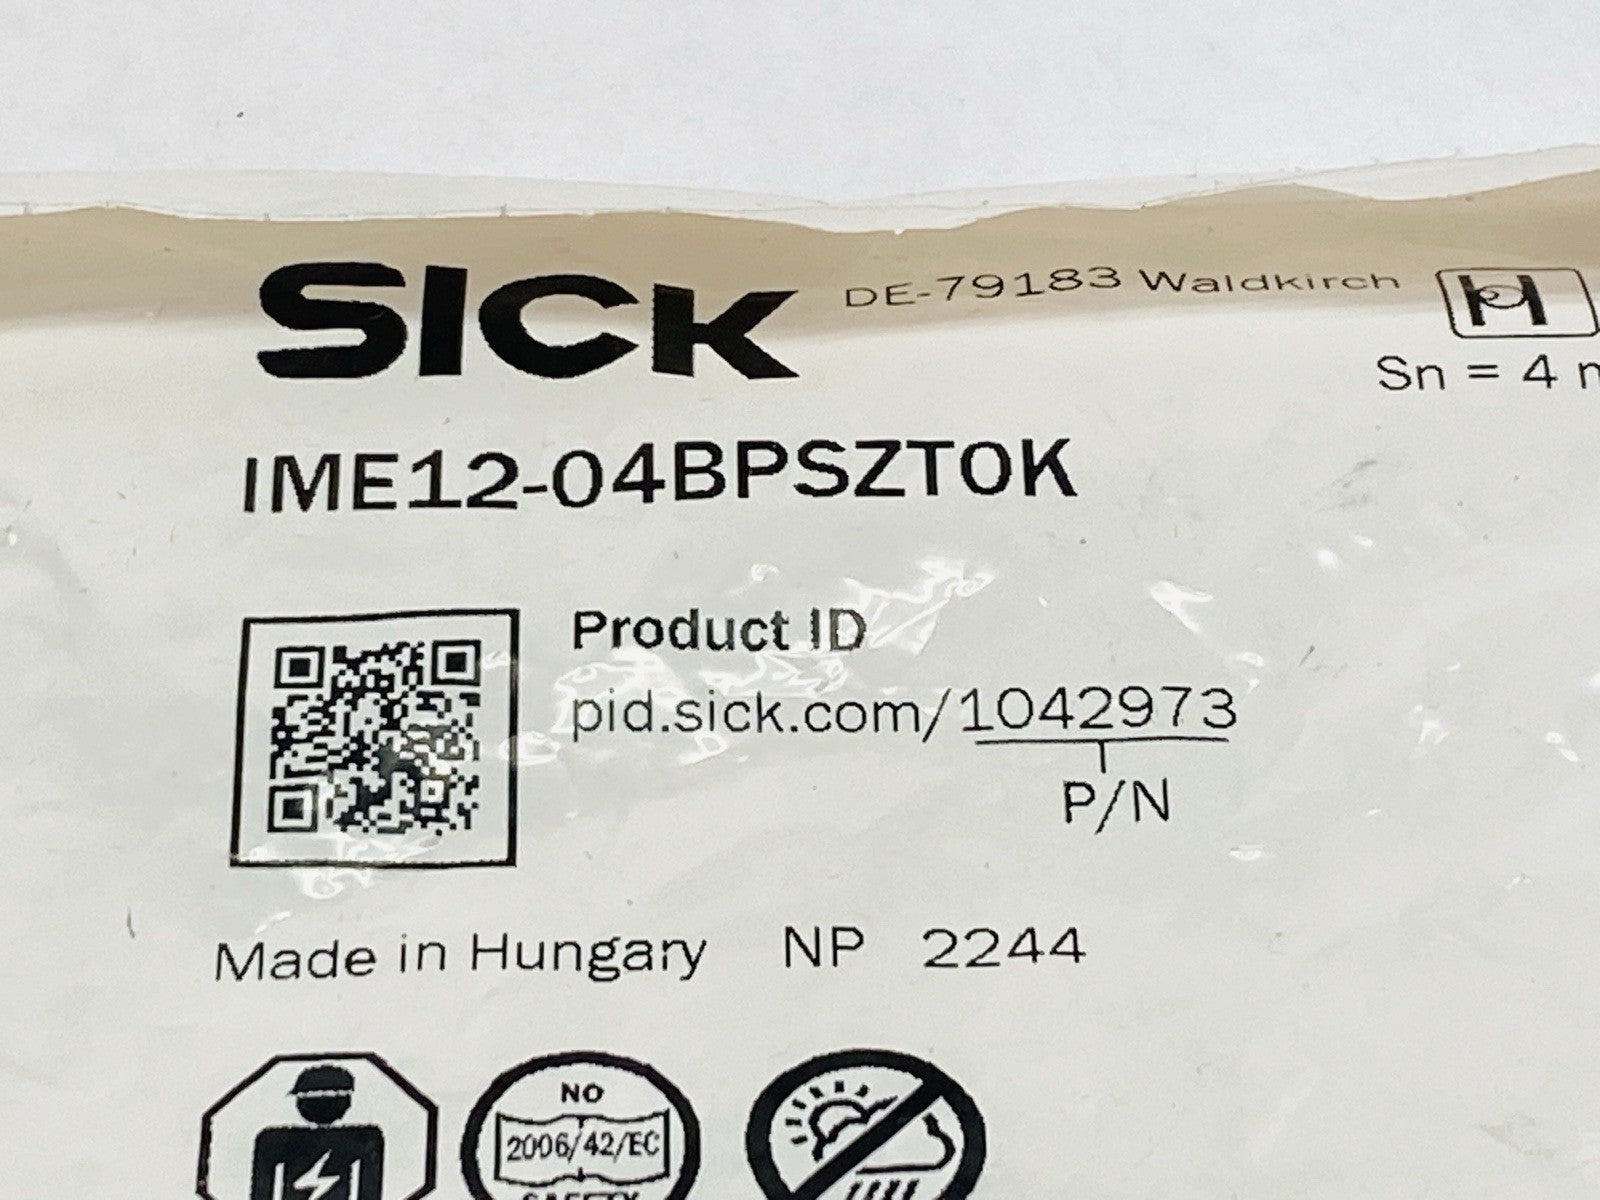 SICK DE-79183 Waldkirch
Sn = 4
IME12-04BPSZT0K
Product ID
pid.sick.com/1042973
P/N
Made in Hungary NP 2244
NO
2006/42/EC
SAFETY